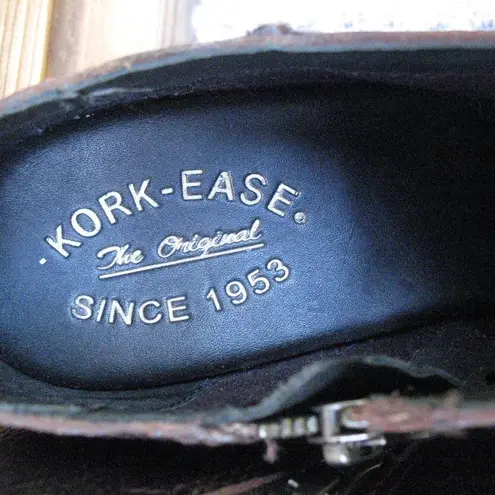 KORK-EASE®
The Original
SINCE 1953